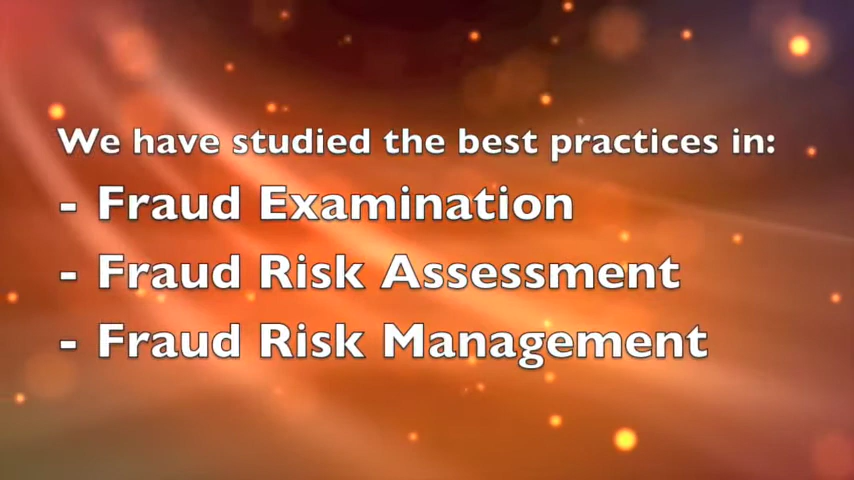 We have studied the best practices in:
- Fraud Examination
- Fraud Risk Assessment
- Fraud Risk Management